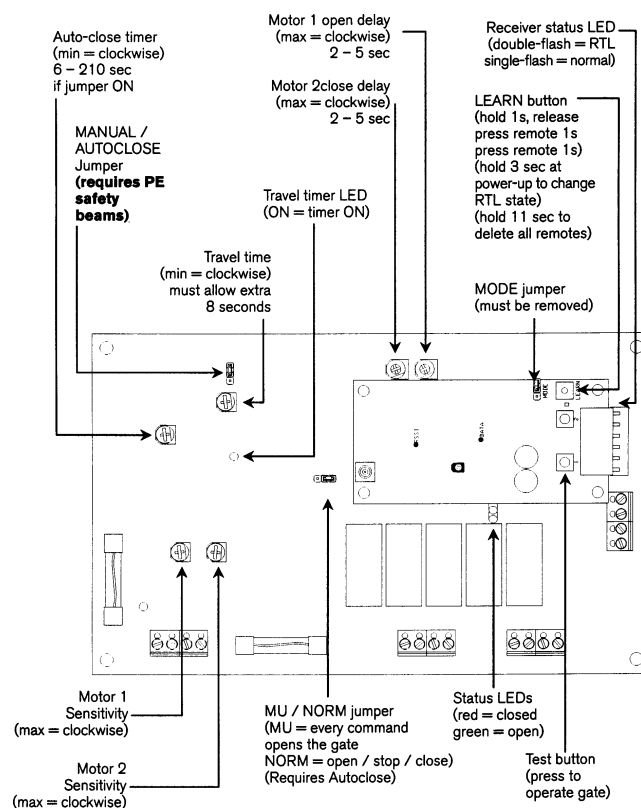 Auto-close timer
(min = clockwise)
6 – 210 sec
if jumper ON
MANUAL /
AUTOCLOSE
Jumper
(requires PE
safety
beams)
Motor 1 open delay
(max = clockwise)
2 – 5 sec
Motor 2close delay
(max = clockwise)
2 – 5 sec
Travel timer LED
(ON = timer ON)
Travel time
(min = clockwise)
must allow extra
8 seconds
Receiver status LED
(double-flash = RTL
single-flash = normal)
LEARN button
(hold 1s, release
press remote 1s
press remote 1s)
(hold 3 sec at
power-up to change
RTL state)
(hold 11 sec to
delete all remotes)
MODE jumper
(must be removed)
MODE
LEARN
RSSI
DATA
Motor 1
Sensitivity
(max = clockwise)
Motor 2
Sensitivity
(max = clockwise)
MU / NORM jumper
(MU = every command
opens the gate
NORM = open / stop / close)
(Requires Autoclose)
Status LEDs
(red = closed
green = open)
Test button
(press to
operate gate)